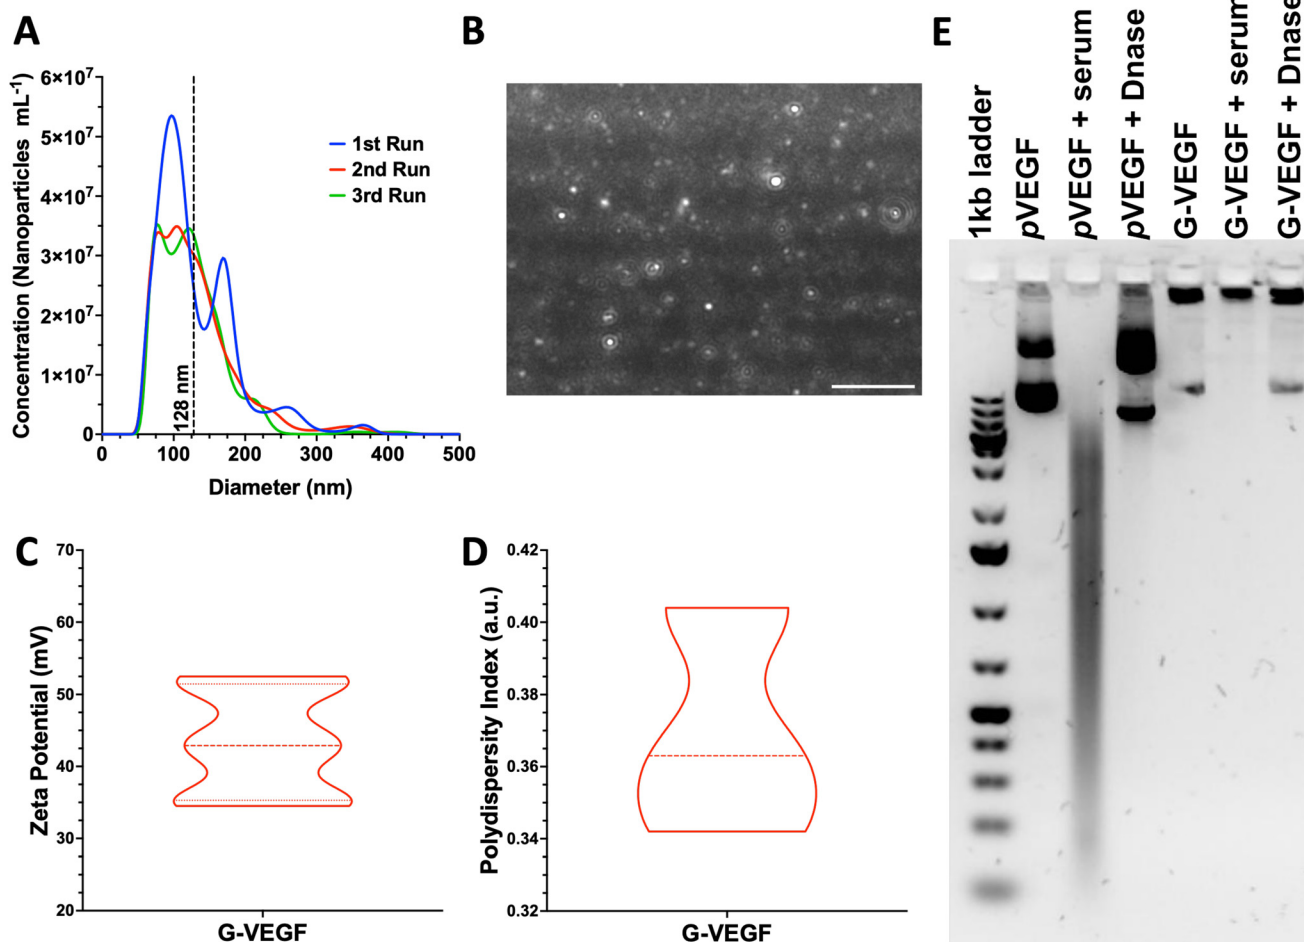 A
Concentration (Nanoparticles mL-1)
6×10⁷
5×10⁷
4×10⁷
3×10⁷
2×10⁷
1×10⁷
0
0 100 200 300 400 500
Diameter (nm)
128 nm
1st Run
2nd Run
3rd Run
B
C
Zeta Potential (mV)
70
60
50
40
30
20
G-VEGF
D
Polydispersity Index (a.u.)
0.42
0.40
0.38
0.36
0.34
0.32
G-VEGF
E
1kb ladder
pVEGF
pVEGF + serum
pVEGF + Dnase
G-VEGF
G-VEGF + serum
G-VEGF + Dnase